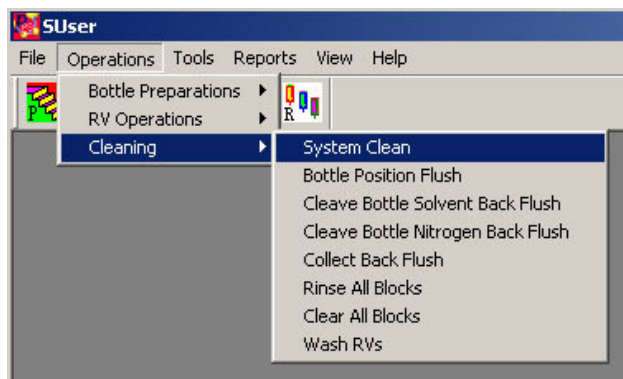 SUser
File Operations Tools Reports View Help
P
R
Bottle Preparations
RV Operations
Cleaning
System Clean
Bottle Position Flush
Cleave Bottle Solvent Back Flush
Cleave Bottle Nitrogen Back Flush
Collect Back Flush
Rinse All Blocks
Clear All Blocks
Wash RVs